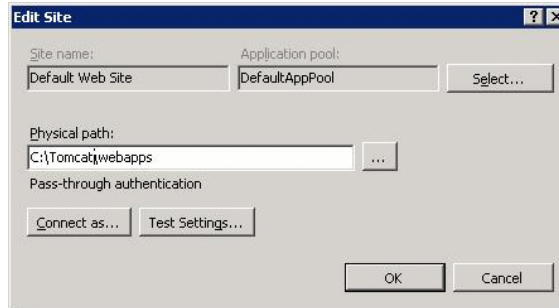 Edit Site
Site name: Application pool:
Default Web Site DefaultAppPool Select...
Physical path:
C:\Tomcat\webapps ...
Pass-through authentication
Connect as... Test Settings...
OK Cancel